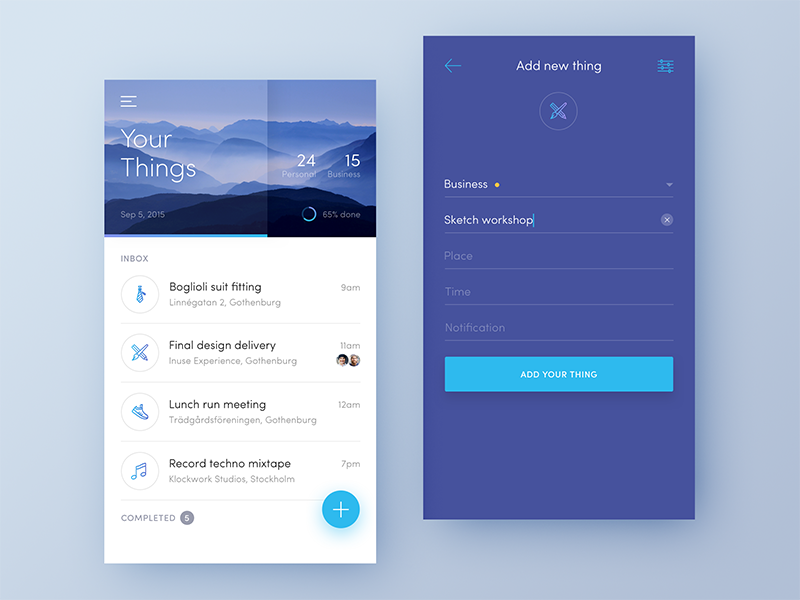 Your
Things
24 15
Personal Business
Sep 5, 2015
65% done
INBOX
Boglioli suit fitting 9am
Linnégatan 2, Gothenburg
Final design delivery 11am
Inuse Experience, Gothenburg
Lunch run meeting 12am
Trädgårdsföreningen, Gothenburg
Record techno mixtape 7pm
Klockwork Studios, Stockholm
COMPLETED 5
Add new thing
Business
Sketch workshop
Place
Time
Notification
ADD YOUR THING